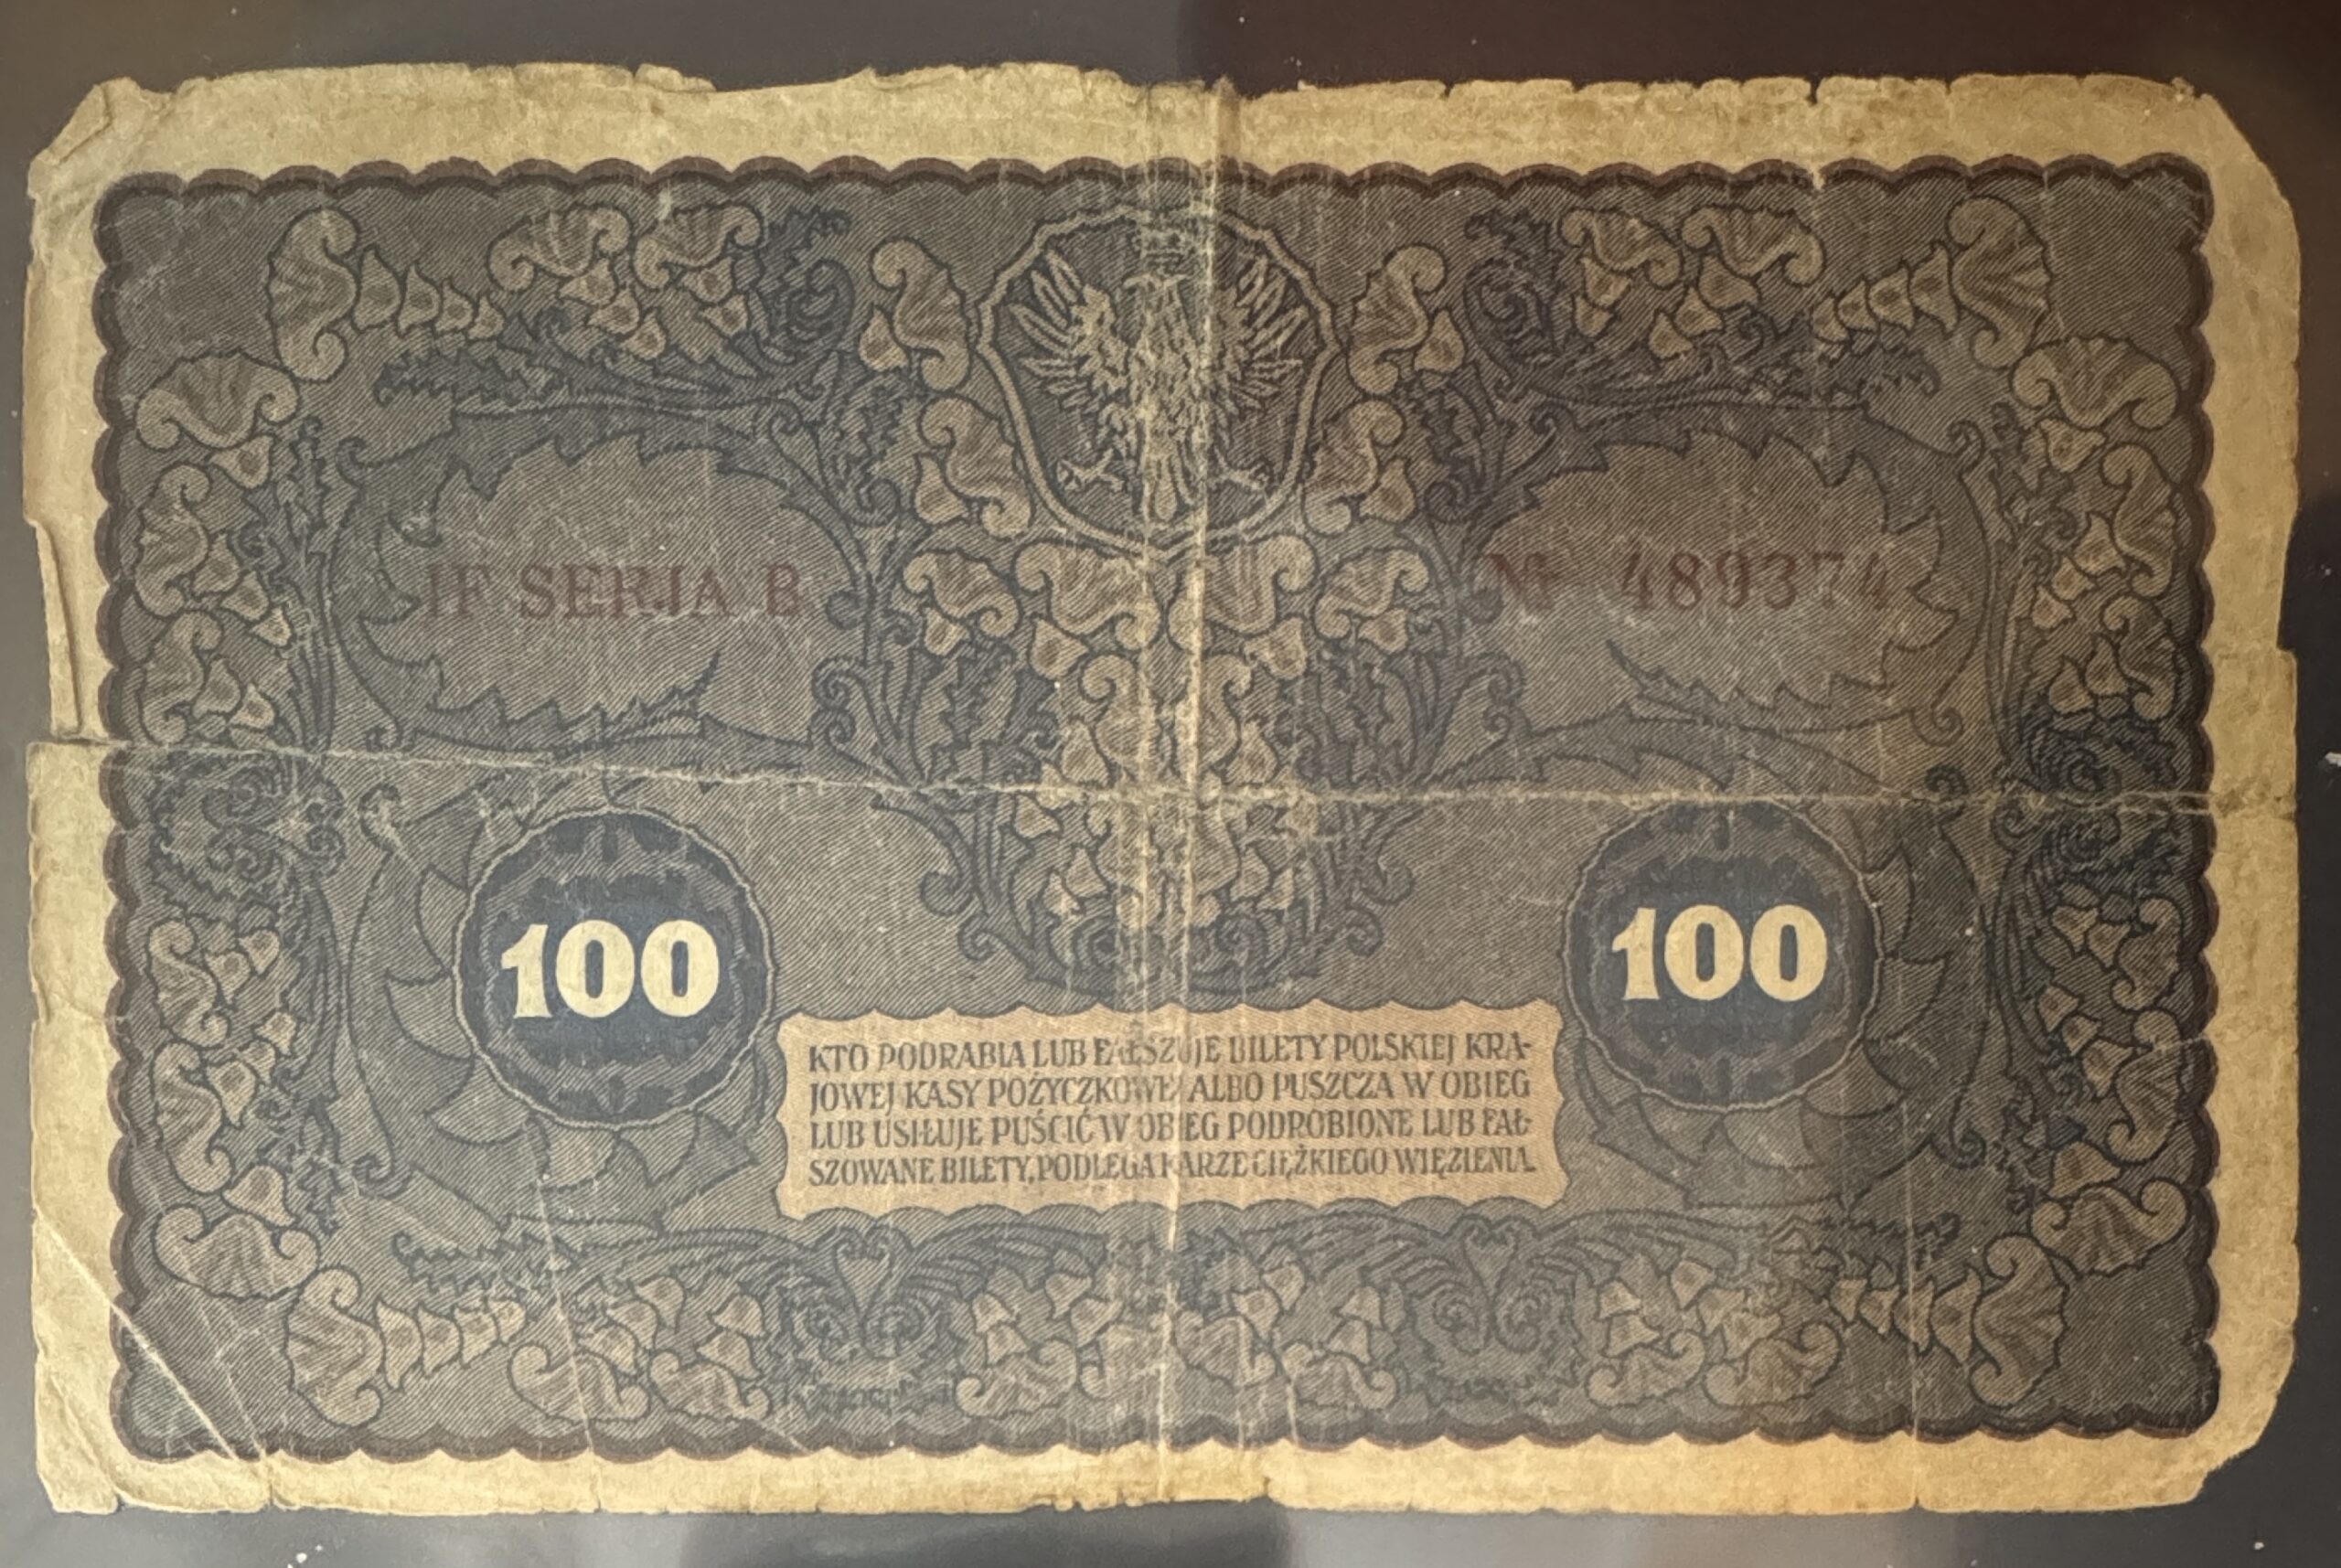 IF SERJA B
№ 489374
100
100
KTO PODRABIA LUB FAŁSZUJE BILETY POLSKIEJ KRA-
JOWEJ KASY POŻYCZKOWEJ ALBO PUSZCZA W OBIEG
LUB USIŁUJE PUŚCIĆ W OBIEG PODROBIONE LUB FAŁ-
SZOWANE BILETY, PODLEGA KARZE CIĘŻKIEGO WIĘZIENIA.